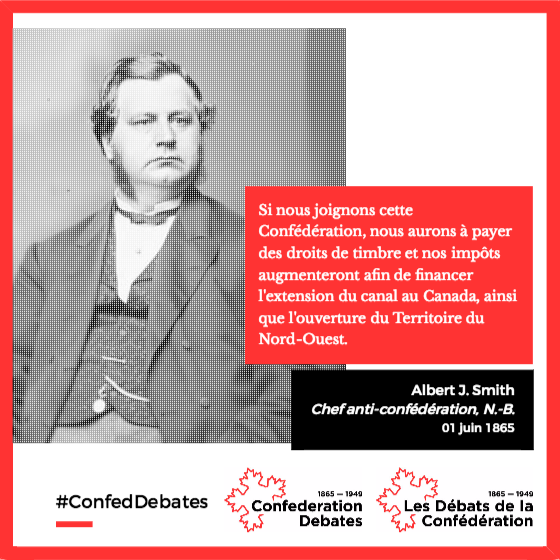 Si nous joignons cette
Confédération, nous aurons à payer
des droits de timbre et nos impôts
augmenteront afin de financer
l'extension du canal au Canada, ainsi
que l'ouverture du Territoire du
Nord-Ouest.
Albert J. Smith
Chef anti-confédération, N.-B.
01 juin 1865
#ConfedDebates
1865 — 1949
Confederation
Debates
1865 — 1949
Les Débats de la
Confédération